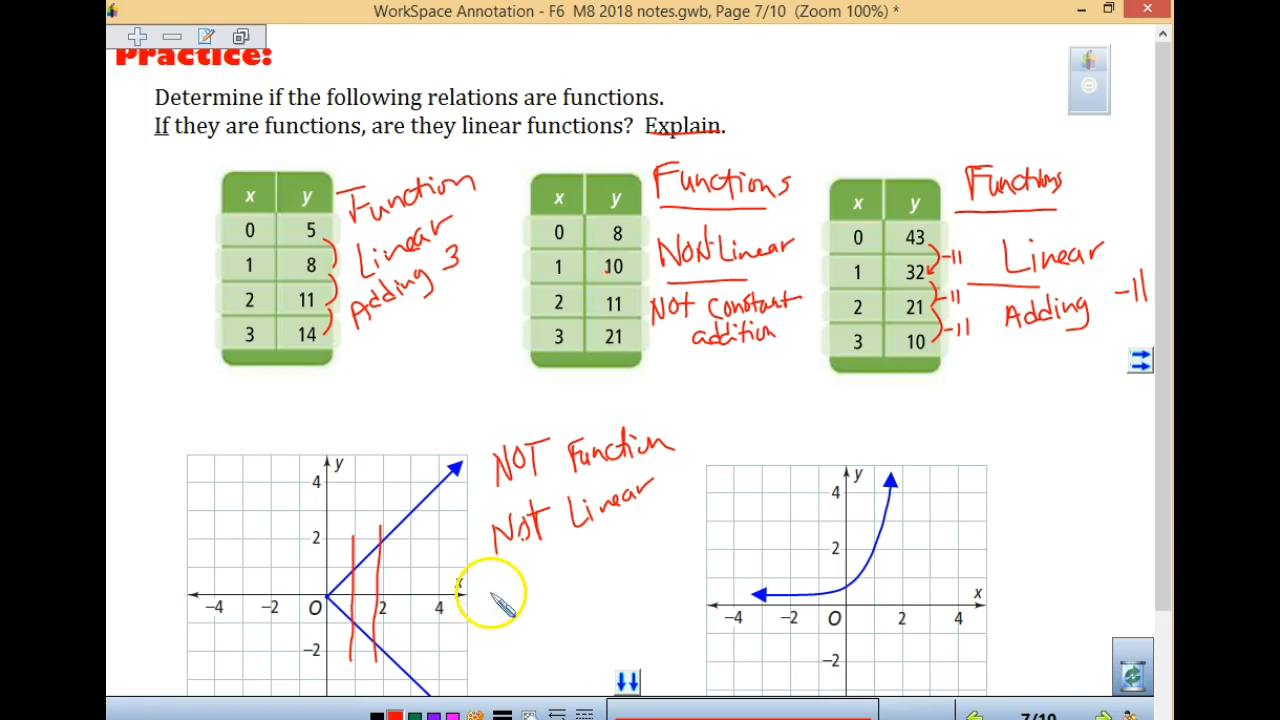 WorkSpace Annotation - F6 M8 2018 notes.gwb, Page 7/10 (Zoom 100%) *
Practice:
Determine if the following relations are functions.
If they are functions, are they linear functions? Explain.
x y
0 5
1 8
2 11
3 14
Function
Linear
Adding 3
x y
0 8
1 10
2 11
3 21
Functions
Non-Linear
Not constant
addition
x y
0 43
1 32
2 21
3 10
-11
-11
-11
Functions
Linear
Adding -11
y
4
2
-4 -2 O 2 4 x
-2
NOT Function
Not Linear
y
4
2
-4 -2 O 2 4 x
-2
7/10